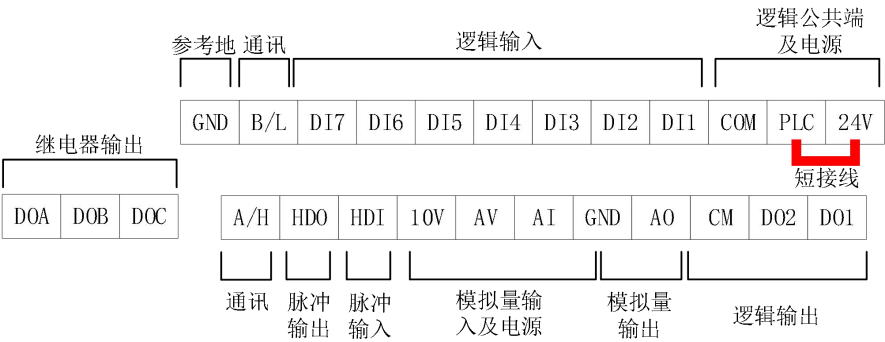 参考地 通讯 逻辑输入 逻辑公共端
及电源
GND B/L DI7 DI6 DI5 DI4 DI3 DI2 DI1 COM PLC 24V
短接线
继电器输出
DOA DOB DOC
A/H HDO HDI 10V AV AI GND AO CM DO2 DO1
通讯 脉冲 脉冲 模拟量输 模拟量 逻辑输出
输出 输入 入及电源 输出